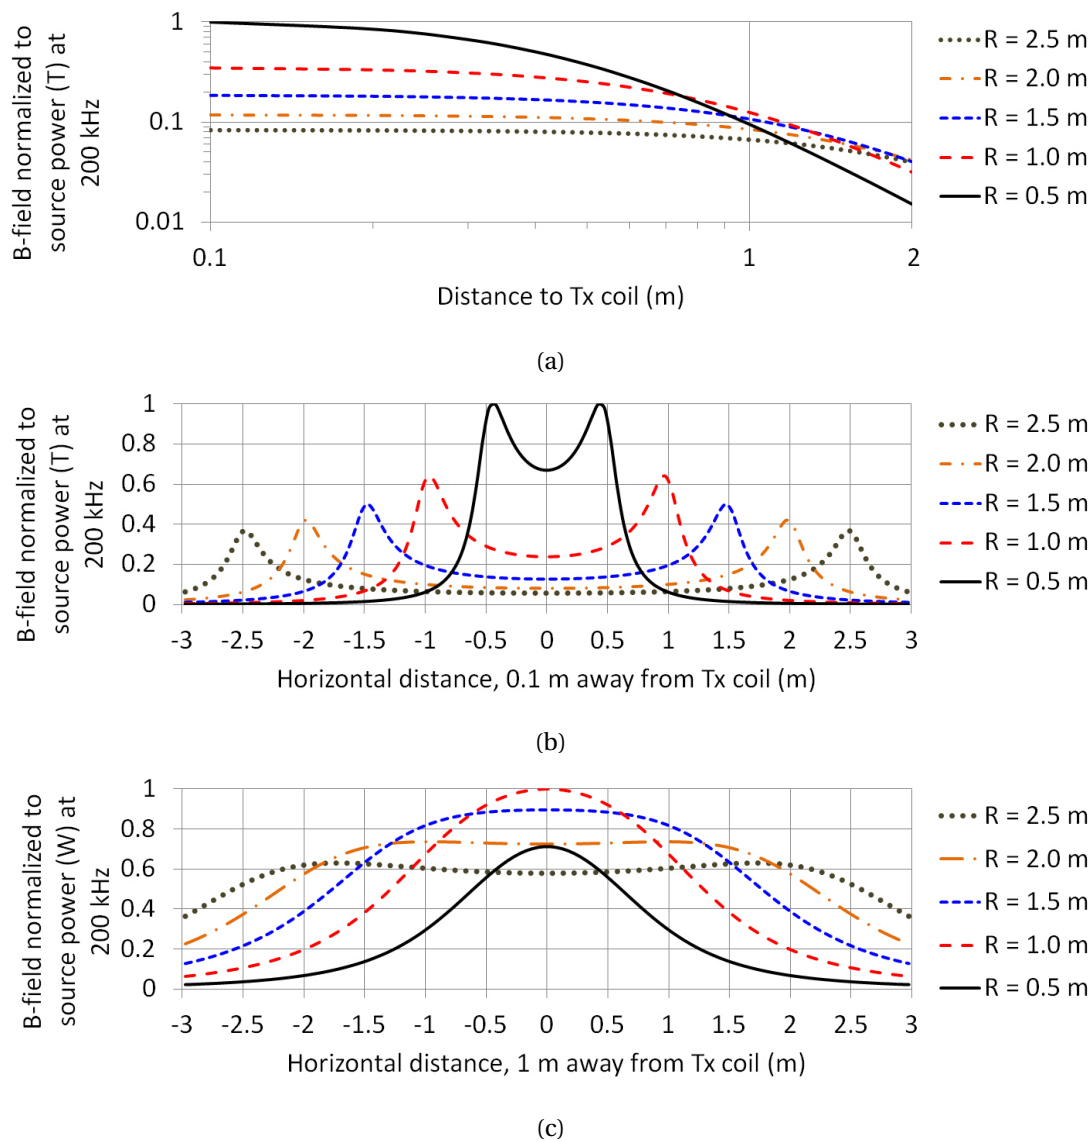 B-field normalized to
source power (T) at
200 kHz
1
0.1
0.01
0.1
1
2
Distance to Tx coil (m)
R = 2.5 m
R = 2.0 m
R = 1.5 m
R = 1.0 m
R = 0.5 m
(a)
B-field normalized to
source power (T) at
200 kHz
1
0.8
0.6
0.4
0.2
0
-3 -2.5 -2 -1.5 -1 -0.5 0 0.5 1 1.5 2 2.5 3
Horizontal distance, 0.1 m away from Tx coil (m)
R = 2.5 m
R = 2.0 m
R = 1.5 m
R = 1.0 m
R = 0.5 m
(b)
B-field normalized to
source power (W) at
200 kHz
1
0.8
0.6
0.4
0.2
0
-3 -2.5 -2 -1.5 -1 -0.5 0 0.5 1 1.5 2 2.5 3
Horizontal distance, 1 m away from Tx coil (m)
R = 2.5 m
R = 2.0 m
R = 1.5 m
R = 1.0 m
R = 0.5 m
(c)